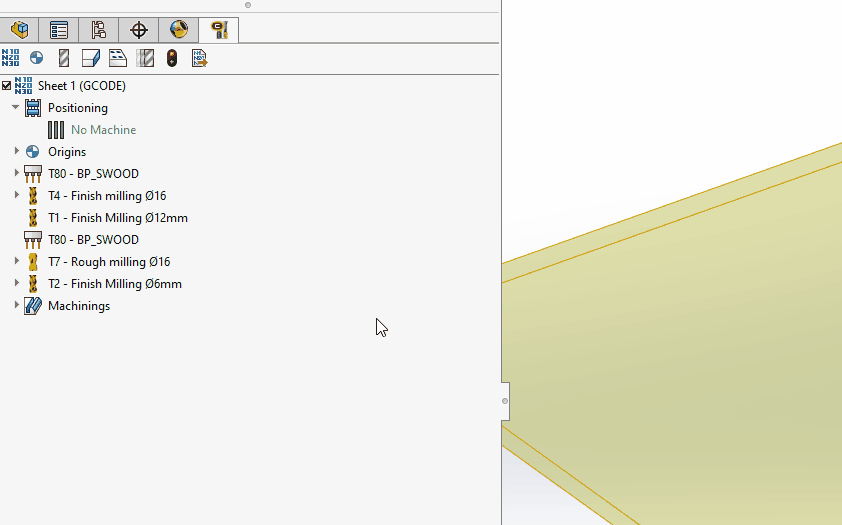 Sheet 1 (GCODE)
Positioning
No Machine
Origins
T80 - BP_SWOOD
T4 - Finish milling Ø16
T1 - Finish Milling Ø12mm
T80 - BP_SWOOD
T7 - Rough milling Ø16
T2 - Finish Milling Ø6mm
Machinings